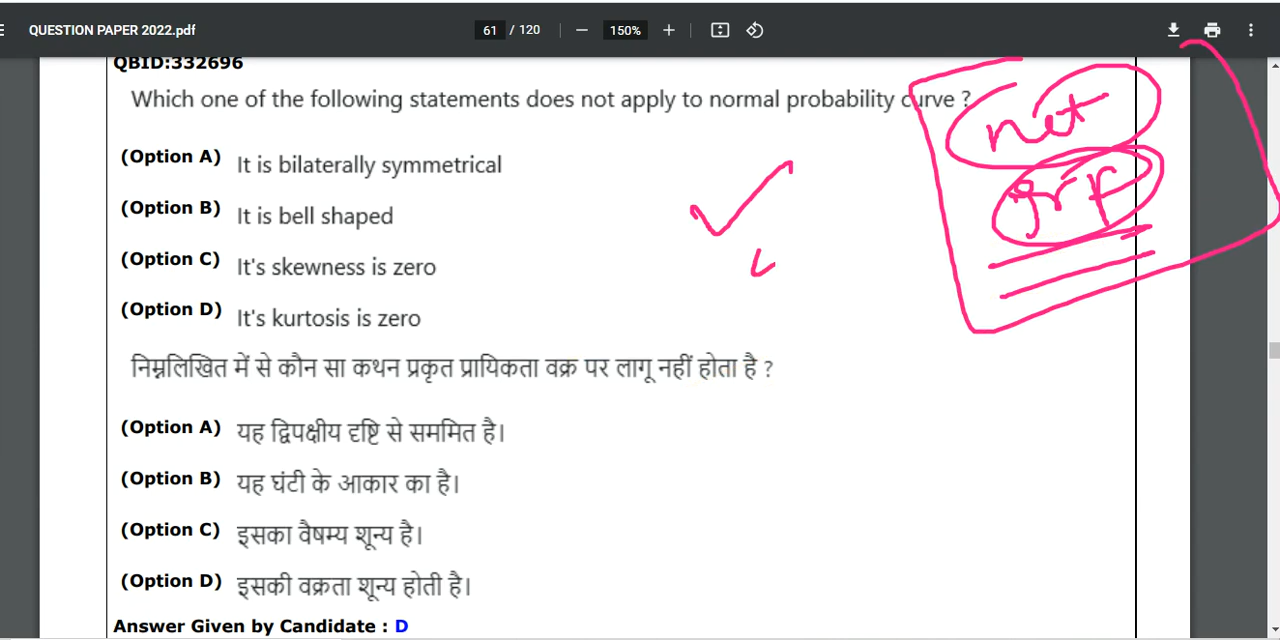 QUESTION PAPER 2022.pdf 61 / 120 150%
QBID:332696
Which one of the following statements does not apply to normal probability curve ?
net
(Option A) It is bilaterally symmetrical
grp
(Option B) It is bell shaped
(Option C) It's skewness is zero
(Option D) It's kurtosis is zero
निम्नलिखित में से कौन सा कथन प्रकृत प्रायिकता वक्र पर लागू नहीं होता है ?
(Option A) यह द्विपक्षीय दृष्टि से सममित है।
(Option B) यह घंटी के आकार का है।
(Option C) इसका वैषम्य शून्य है।
(Option D) इसकी वक्रता शून्य होती है।
Answer Given by Candidate : D